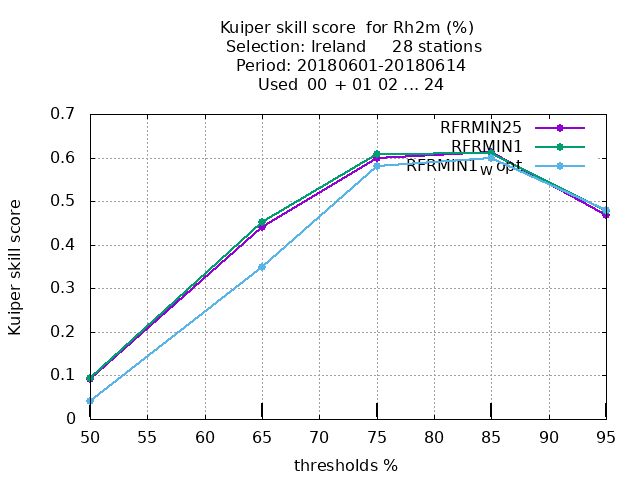 Kuiper skill score  for Rh2m (%)
Selection: Ireland     28 stations
Period: 20180601-20180614
Used  00  + 01 02 ... 24
RFRMIN25
RFRMIN1
RFRMIN1W opt
0.7
0.6
0.5
0.4
0.3
0.2
0.1
0
Kuiper skill score
50 55 60 65 70 75 80 85 90 95
thresholds %